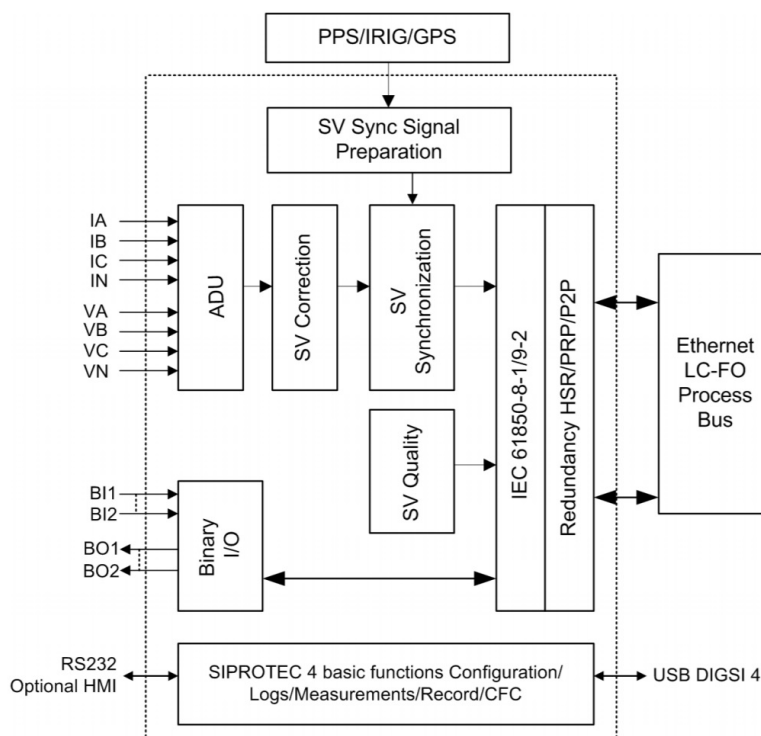 PPS/IRIG/GPS
SV Sync Signal
Preparation
IA
IB
IC
IN
VA
VB
VC
VN
ADU
SV Correction
SV
Synchronization
IEC 61850-8-1/9-2
Redundancy HSR/PRP/P2P
Ethernet
LC-FO
Process
Bus
SV Quality
BI1
BI2
BO1
BO2
Binary
I/O
RS232
Optional HMI
SIPROTEC 4 basic functions Configuration/
Logs/Measurements/Record/CFC
USB DIGSI 4